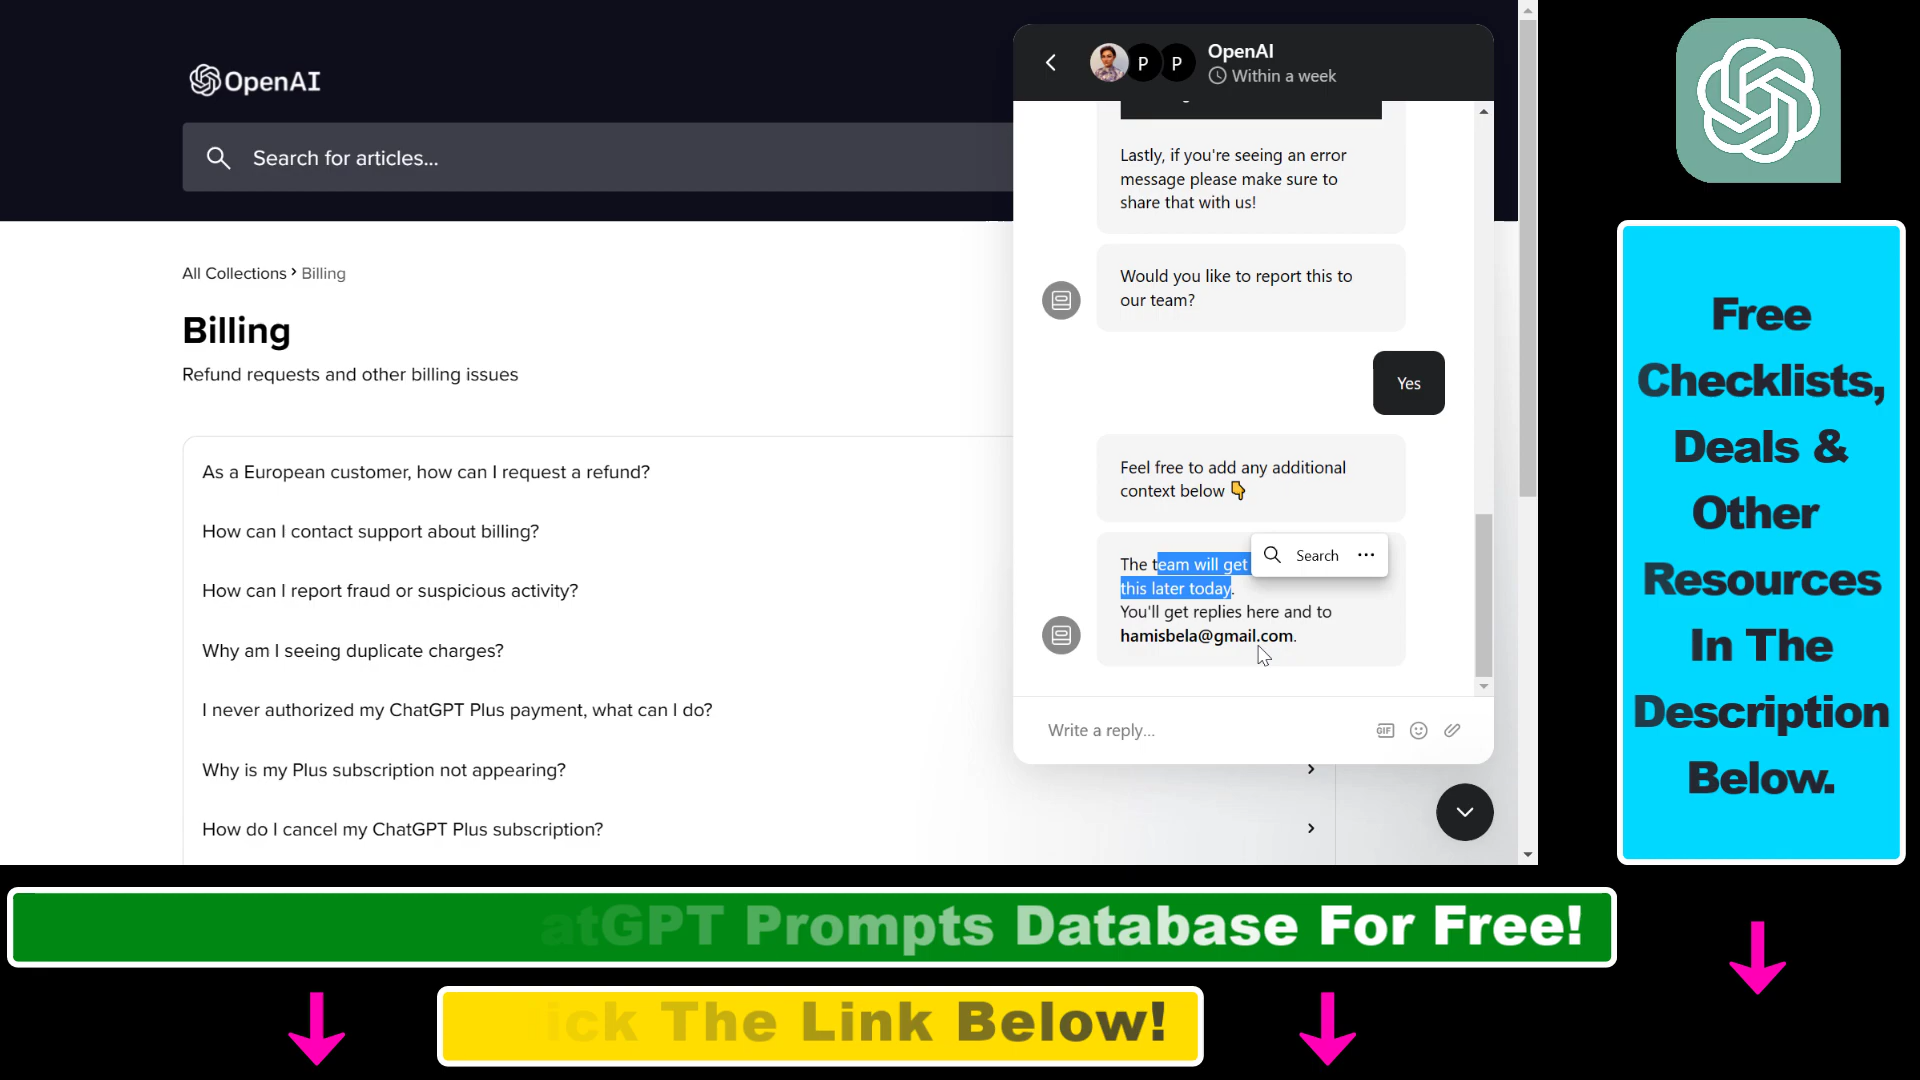 OpenAI
Search for articles...
All Collections > Billing
Billing
Refund requests and other billing issues
As a European customer, how can I request a refund?
How can I contact support about billing?
How can I report fraud or suspicious activity?
Why am I seeing duplicate charges?
I never authorized my ChatGPT Plus payment, what can I do?
Why is my Plus subscription not appearing?
How do I cancel my ChatGPT Plus subscription?
P
P
OpenAI
Within a week
Lastly, if you're seeing an error
message please make sure to
share that with us!
Would you like to report this to
our team?
Yes
Feel free to add any additional
context below 👇
Search
The team will get
this later today.
You'll get replies here and to
hamisbela@gmail.com.
Write a reply...
GIF
Free
Checklists,
Deals &
Other
Resources
In The
Description
Below.
atGPT Prompts Database For Free!
ick The Link Below!